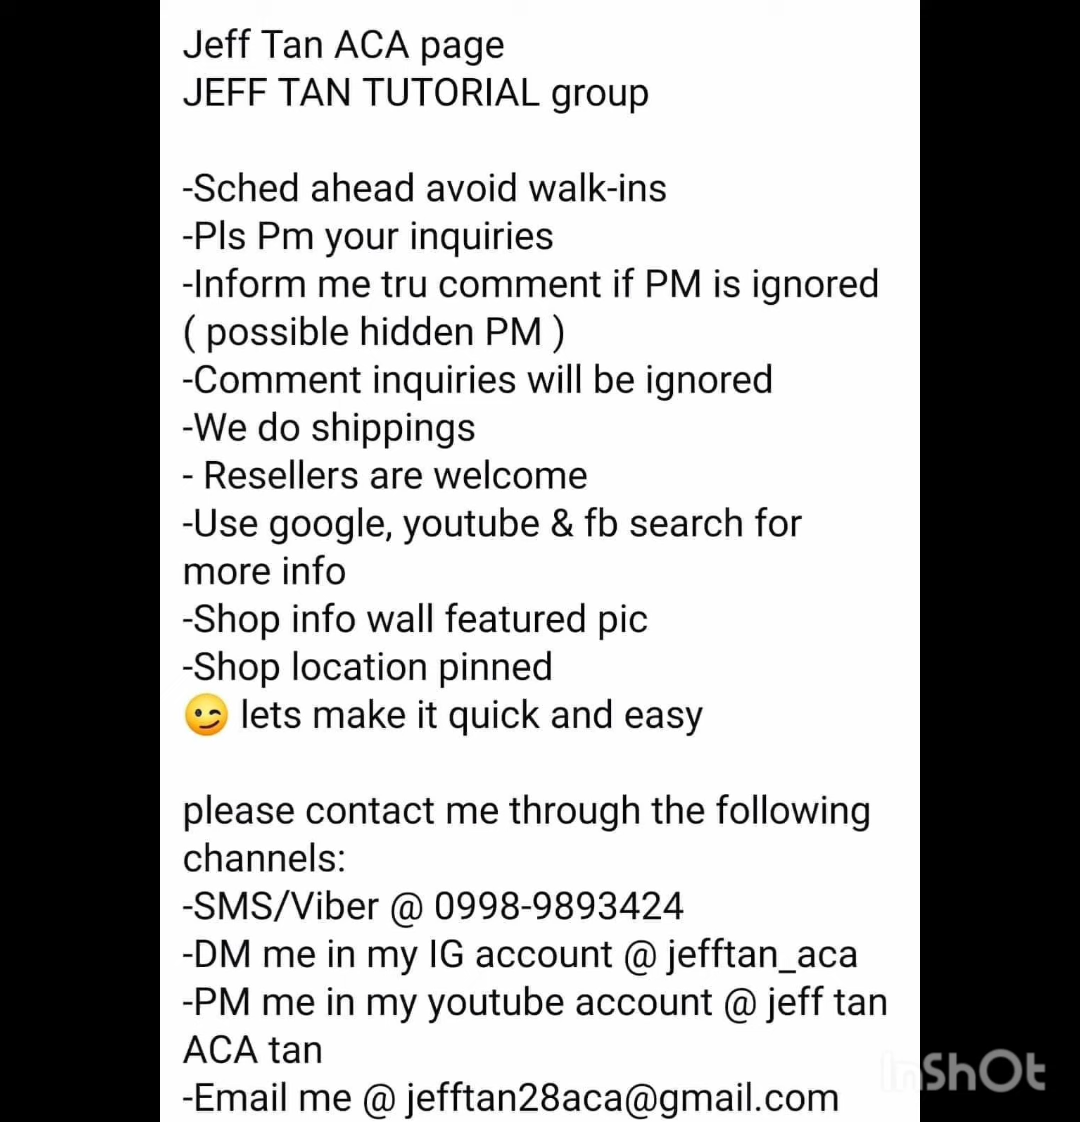 Jeff Tan ACA page
JEFF TAN TUTORIAL group
-Sched ahead avoid walk-ins
-Pls Pm your inquiries
-Inform me tru comment if PM is ignored
( possible hidden PM )
-Comment inquiries will be ignored
-We do shippings
- Resellers are welcome
-Use google, youtube & fb search for
more info
-Shop info wall featured pic
-Shop location pinned
😉 lets make it quick and easy
please contact me through the following
channels:
-SMS/Viber @ 0998-9893424
-DM me in my IG account @ jefftan_aca
-PM me in my youtube account @ jeff tan
ACA tan
-Email me @ jefftan28aca@gmail.com
InShOt